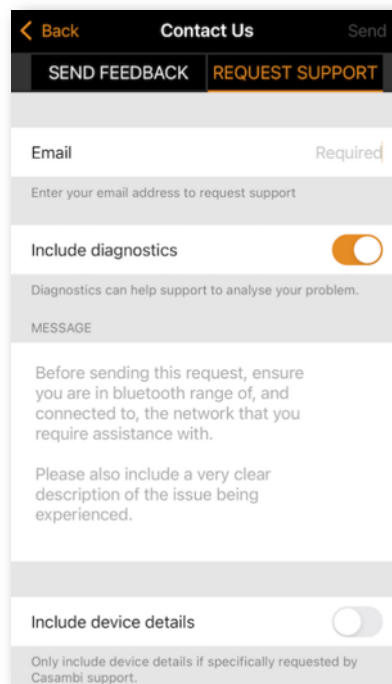 Back Contact Us Send
SEND FEEDBACK REQUEST SUPPORT
Email Required
Enter your email address to request support
Include diagnostics
Diagnostics can help support to analyse your problem.
MESSAGE
Before sending this request, ensure
you are in bluetooth range of, and
connected to, the network that you
require assistance with.
Please also include a very clear
description of the issue being
experienced.
Include device details
Only include device details if specifically requested by
Casambi support.